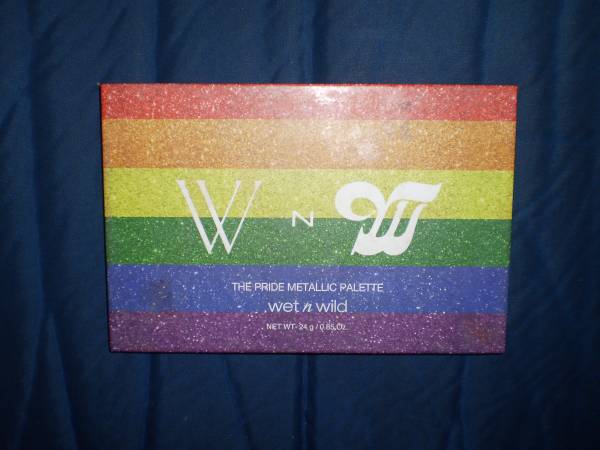 W N W
THE PRIDE METALLIC PALETTE
wet n wild
NET WT- 24 g / 0.85 Oz.